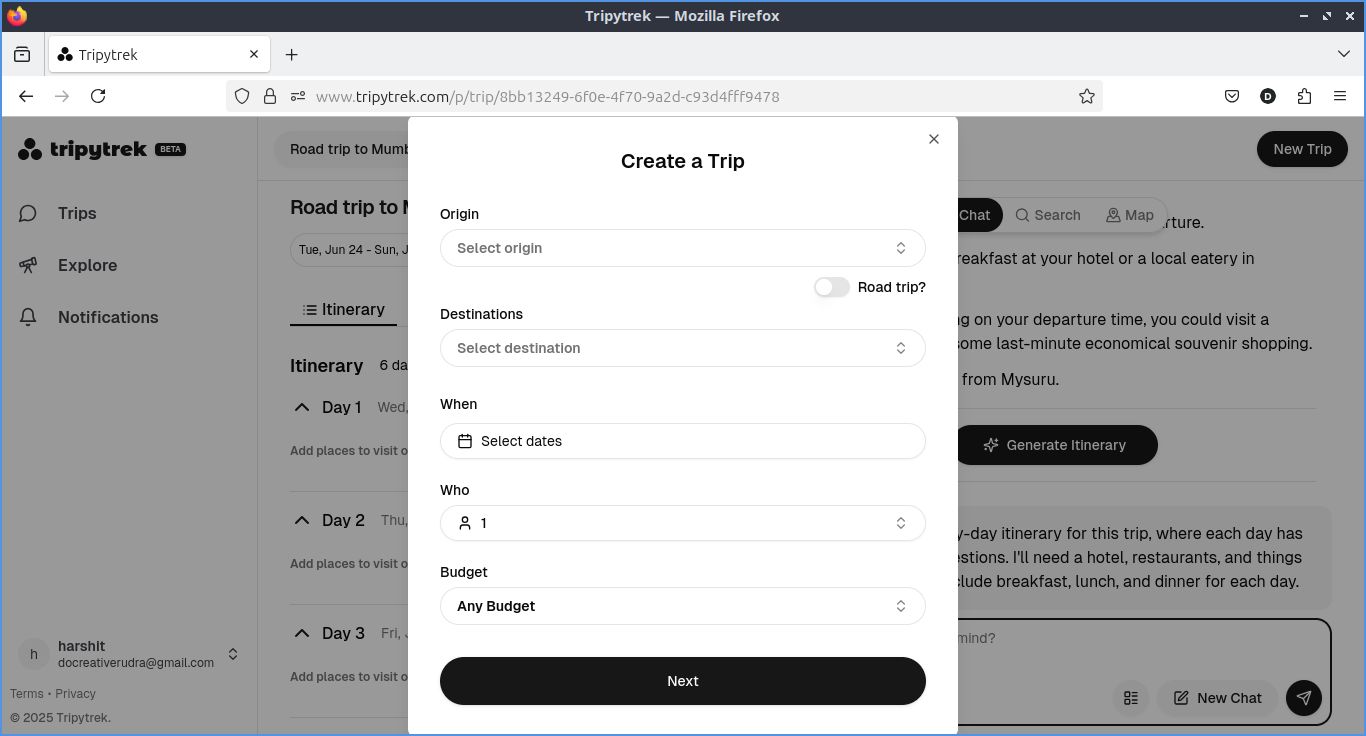 Tripytrek — Mozilla Firefox
Tripytrek
www.tripytrek.com/p/trip/8bb13249-6f0e-4f70-9a2d-c93d4fff9478
D
tripytrek BETA
Trips
Explore
Notifications
h
harshit
docreativerudra@gmail.com
Terms • Privacy
© 2025 Tripytrek.
Road trip to Mumb
New Trip
Road trip to
Tue, Jun 24 - Sun, J
Itinerary
Itinerary 6 da
Day 1 Wed,
Add places to visit o
Day 2 Thu,
Add places to visit o
Day 3 Fri,
Add places to visit o
Create a Trip
Origin
Select origin
Road trip?
Destinations
Select destination
When
Select dates
Who
1
Budget
Any Budget
Next
Chat Search Map
rture.
reakfast at your hotel or a local eatery in
ng on your departure time, you could visit a
some last-minute economical souvenir shopping.
from Mysuru.
Generate Itinerary
y-day itinerary for this trip, where each day has
estions. I'll need a hotel, restaurants, and things
clude breakfast, lunch, and dinner for each day.
mind?
New Chat